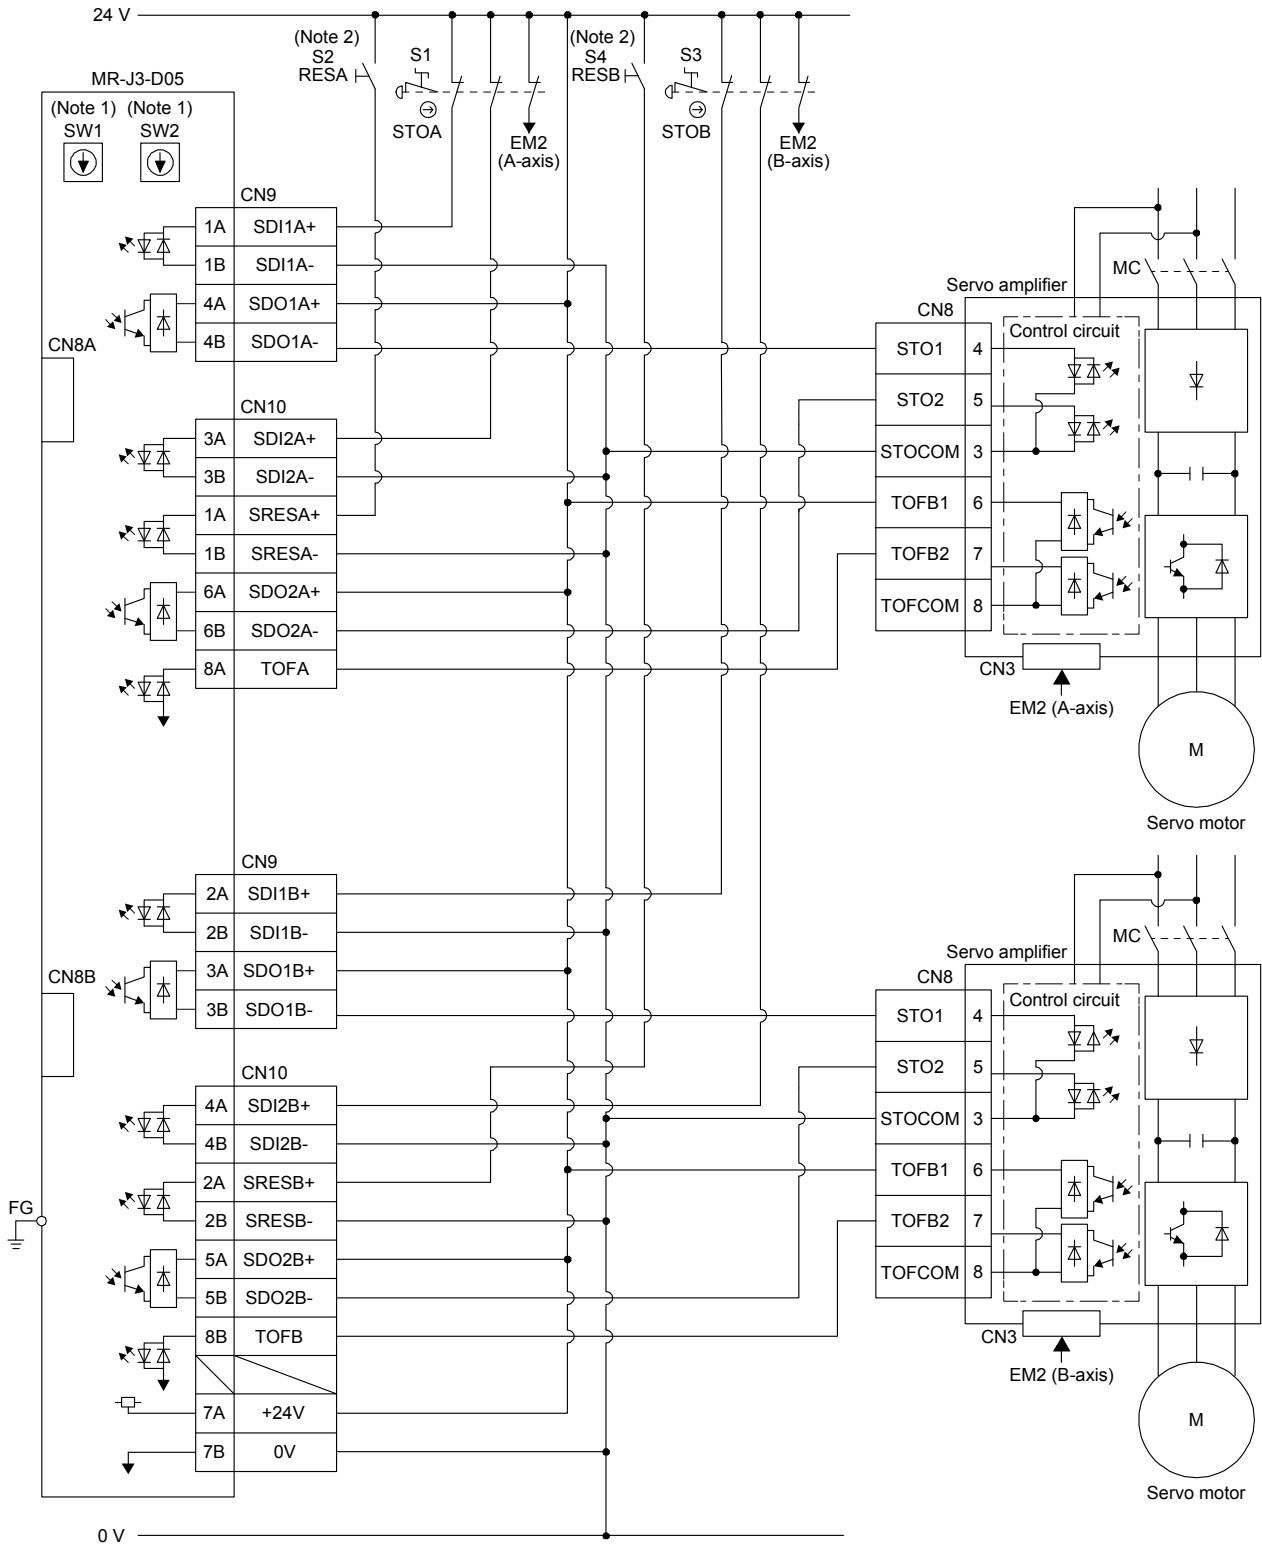 24 V
(Note 2)
S2
RESA
S1
STOA
EM2
(A-axis)
(Note 2)
S4
RESB
S3
STOB
EM2
(B-axis)
MR-J3-D05
(Note 1) (Note 1)
SW1 SW2
CN8A
CN9
1A SDI1A+
1B SDI1A-
4A SDO1A+
4B SDO1A-
CN10
3A SDI2A+
3B SDI2A-
1A SRESA+
1B SRESA-
6A SDO2A+
6B SDO2A-
8A TOFA
MC
Servo amplifier
CN8
Control circuit
STO1 4
STO2 5
STOCOM 3
TOFB1 6
TOFB2 7
TOFCOM 8
CN3
EM2 (A-axis)
M
Servo motor
CN8B
CN9
2A SDI1B+
2B SDI1B-
3A SDO1B+
3B SDO1B-
CN10
4A SDI2B+
4B SDI2B-
2A SRESB+
2B SRESB-
5A SDO2B+
5B SDO2B-
8B TOFB
7A +24V
7B 0V
FG
MC
Servo amplifier
CN8
Control circuit
STO1 4
STO2 5
STOCOM 3
TOFB1 6
TOFB2 7
TOFCOM 8
CN3
EM2 (B-axis)
M
Servo motor
0 V